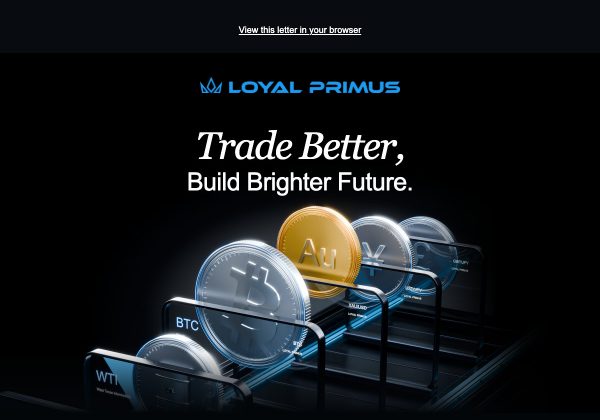 View this letter in your browser
LOYAL PRIMUS
Trade Better,
Build Brighter Future.
Au
¥
£
BTC
WTI